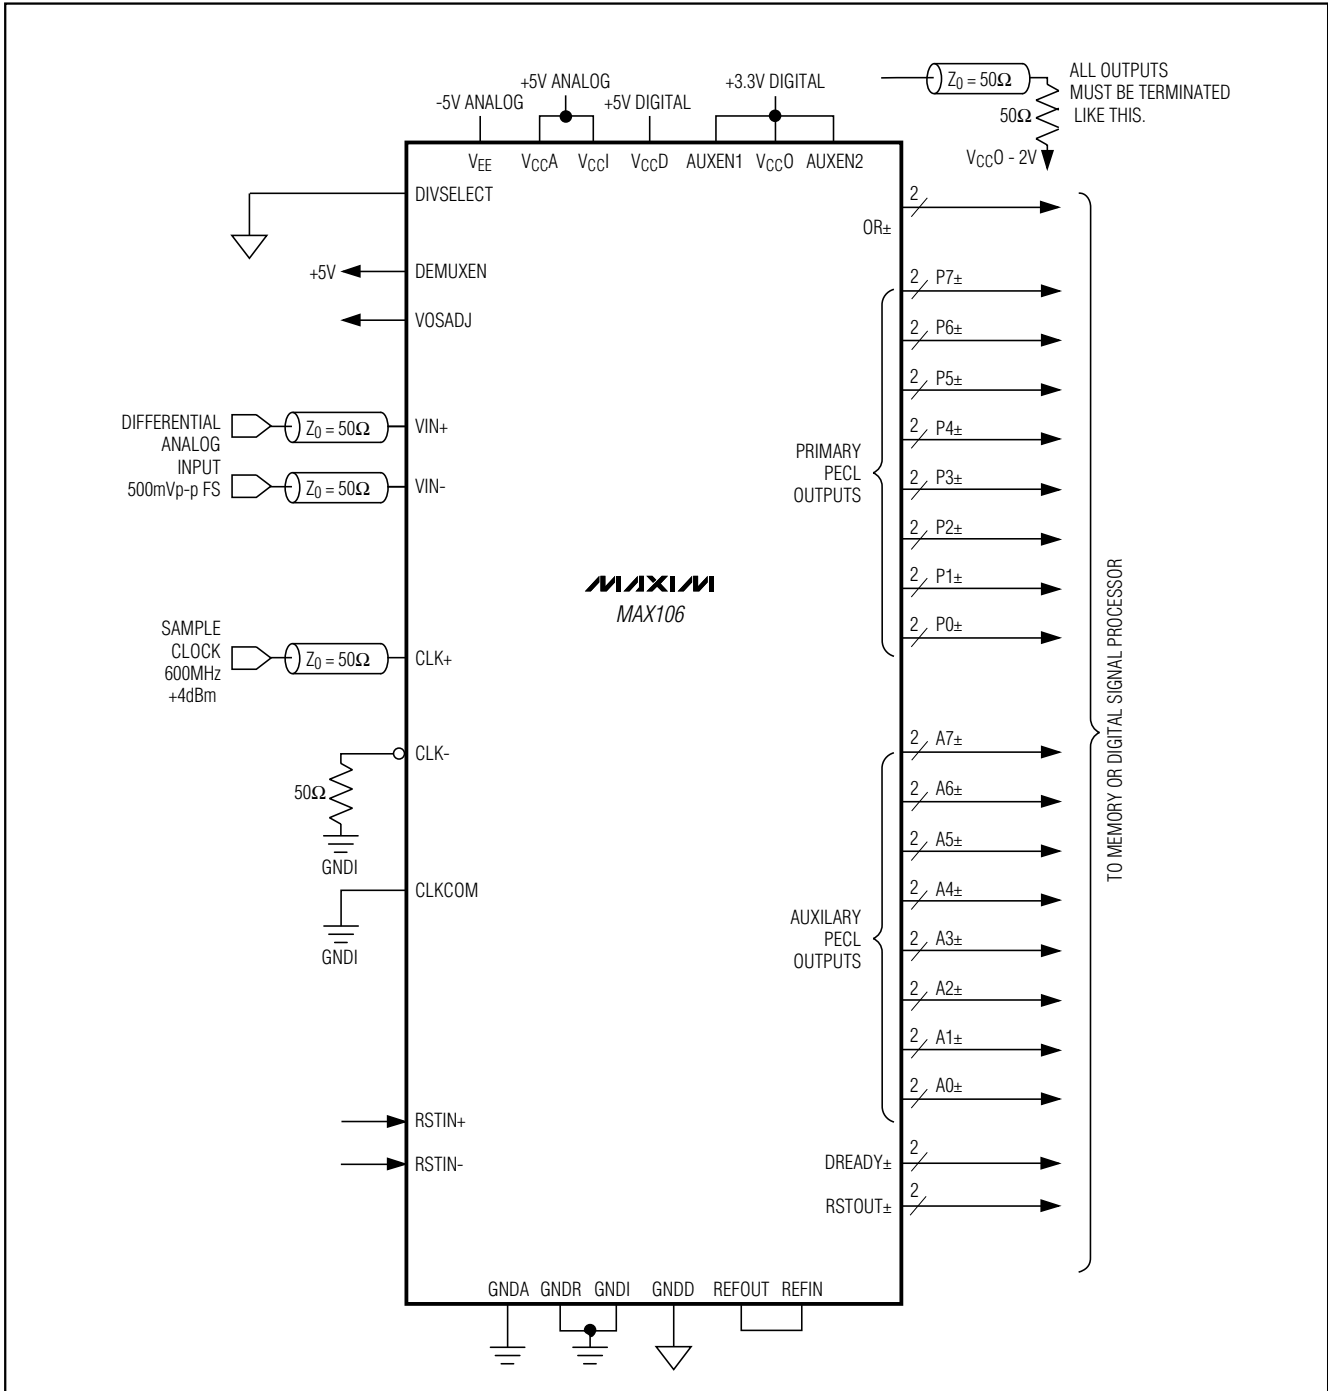 -5V ANALOG
+5V ANALOG
+5V DIGITAL
+3.3V DIGITAL
Z0 = 50Ω
50Ω
VCCO - 2V
ALL OUTPUTS
MUST BE TERMINATED
LIKE THIS.
VEE VCCA VCCI VCCD AUXEN1 VCCO AUXEN2
DIVSELECT
+5V
DEMUXEN
VOSADJ
DIFFERENTIAL
ANALOG
INPUT
500mVp-p FS
Z0 = 50Ω
VIN+
Z0 = 50Ω
VIN-
SAMPLE
CLOCK
600MHz
+4dBm
Z0 = 50Ω
CLK+
CLK-
50Ω
GNDI
CLKCOM
GNDI
RSTIN+
RSTIN-
MAXIM
MAX106
2
OR±
PRIMARY
PECL
OUTPUTS
2 P7±
2 P6±
2 P5±
2 P4±
2 P3±
2 P2±
2 P1±
2 P0±
AUXILARY
PECL
OUTPUTS
2 A7±
2 A6±
2 A5±
2 A4±
2 A3±
2 A2±
2 A1±
2 A0±
DREADY± 2
RSTOUT± 2
TO MEMORY OR DIGITAL SIGNAL PROCESSOR
GNDA GNDR GNDI GNDD REFOUT REFIN